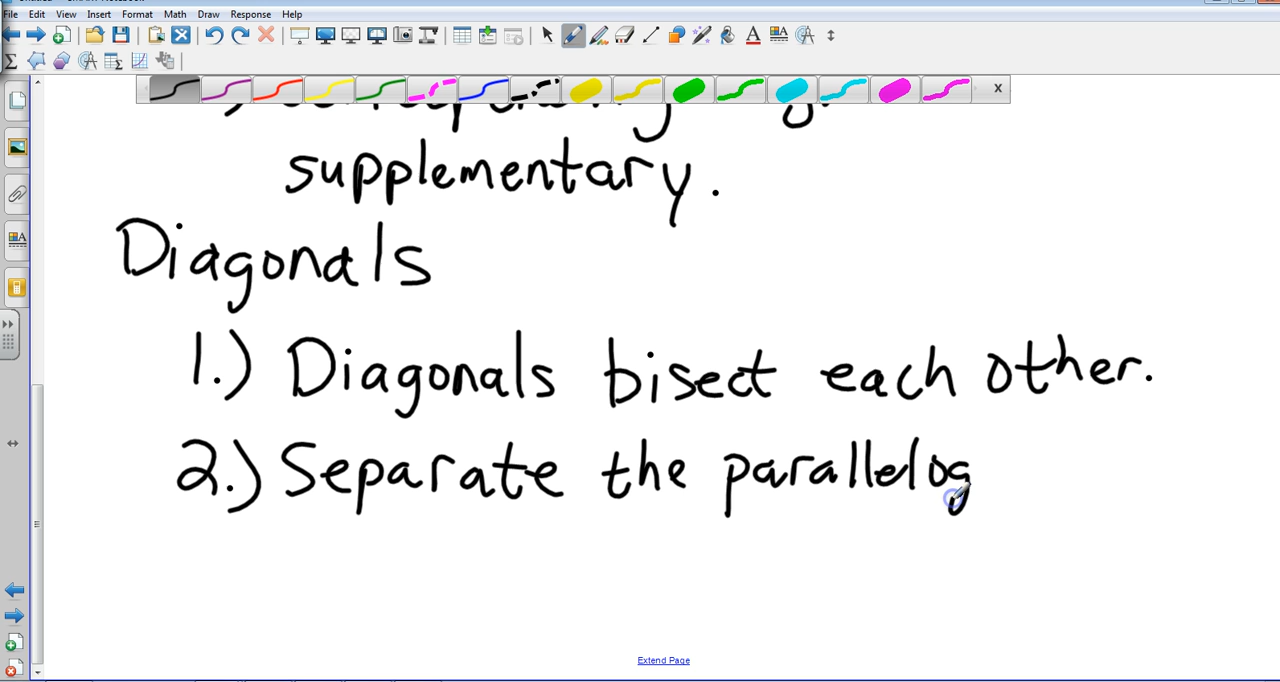 File Edit View Insert Format Math Draw Response Help
supplementary.
Diagonals
1.) Diagonals bisect each other.
2.) Separate the parallelog
Extend Page